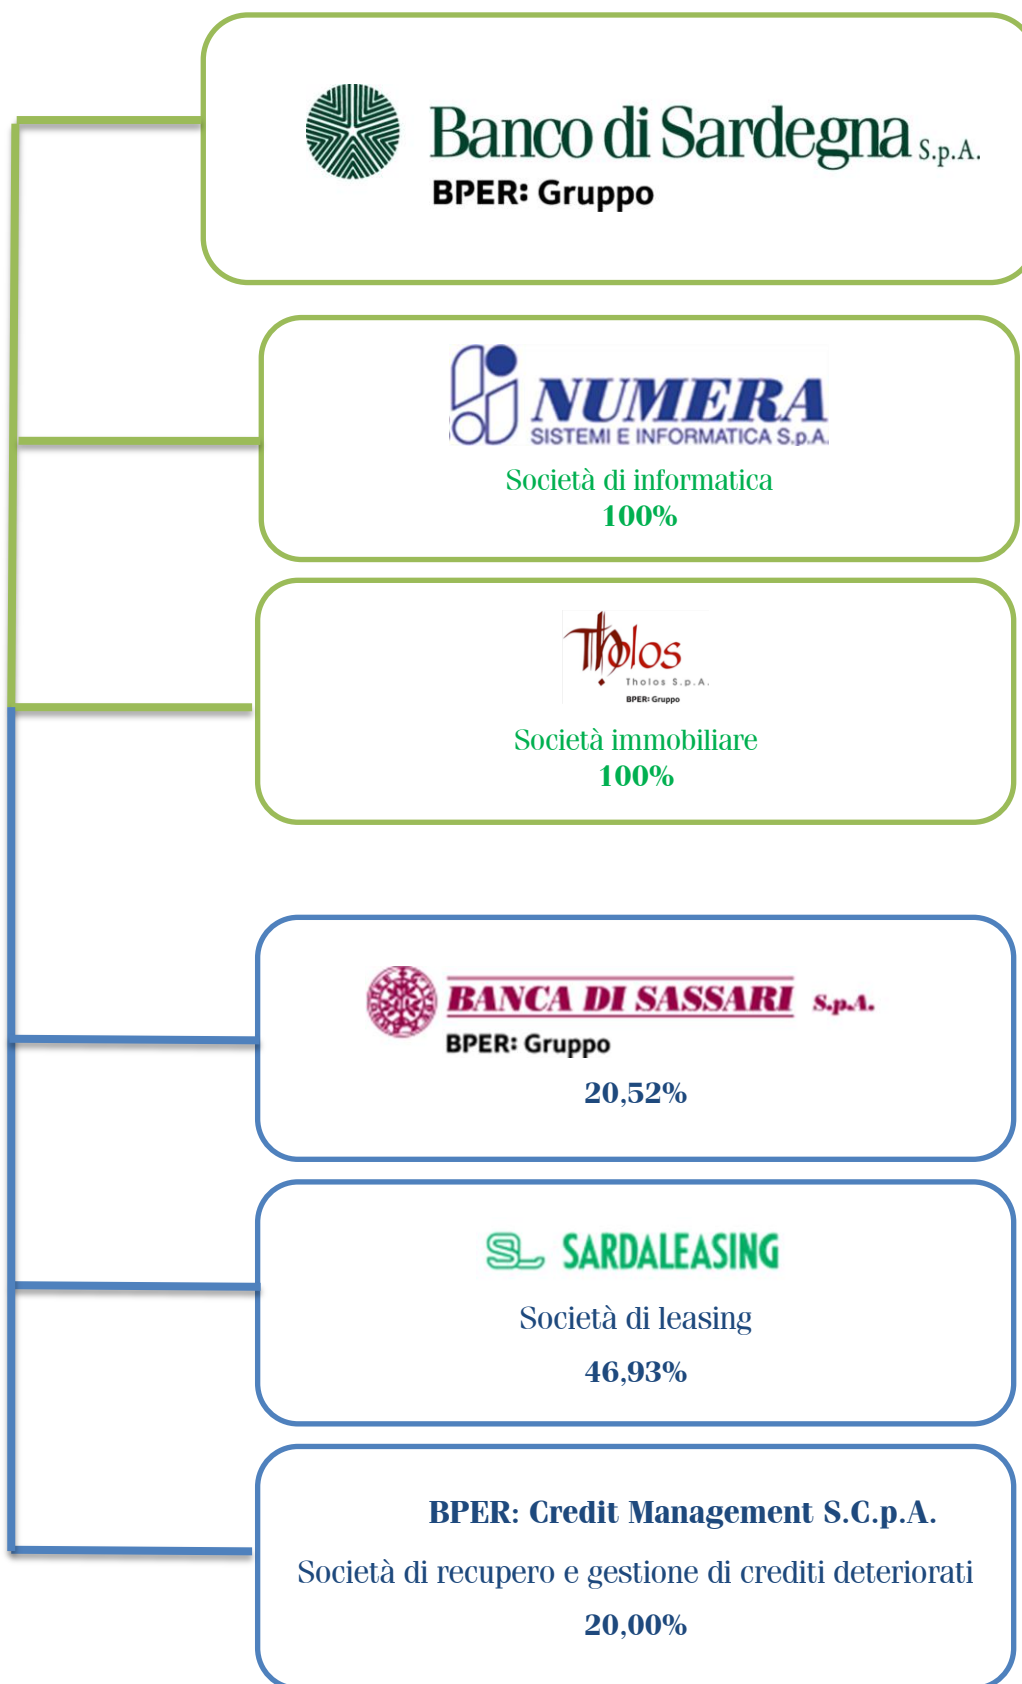 Banco di Sardegna S.p.A.
BPER: Gruppo
NUMERA
SISTEMI E INFORMATICA S.p.A.
Società di informatica
100%
Tholos
Tholos S.p.A.
BPER: Gruppo
Società immobiliare
100%
BANCA DI SASSARI S.p.A.
BPER: Gruppo
20,52%
SL SARDALEASING
Società di leasing
46,93%
BPER: Credit Management S.C.p.A.
Società di recupero e gestione di crediti deteriorati
20,00%